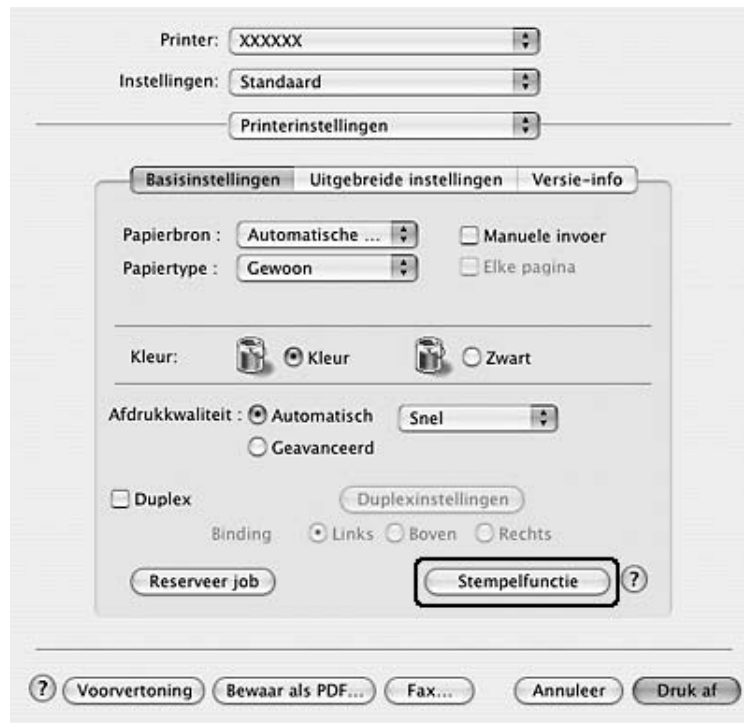 Printer: XXXXXX
Instellingen: Standaard
Printerinstellingen
Basisinstellingen Uitgebreide instellingen Versie-info
Papierbron : Automatische ... Manuele invoer
Papiertype : Gewoon Elke pagina
Kleur: Kleur Zwart
Afdrukkwaliteit : Automatisch Snel
Geavanceerd
Duplex Duplexinstellingen
Binding Links Boven Rechts
Reserveer job Stempelfunctie ?
? Voorvertoning Bewaar als PDF... Fax... Annuleer Druk af